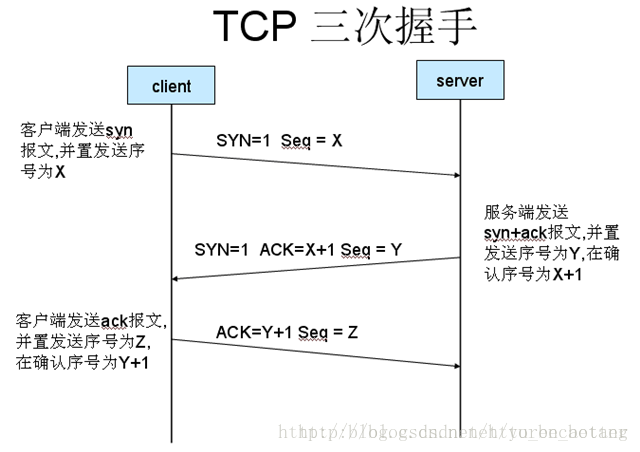 TCP 三次握手
client
server
客户端发送syn
报文,并置发送序
号为X
SYN=1 Seq = X
服务端发送
syn+ack报文,并置
发送序号为Y,在确
认序号为X+1
SYN=1 ACK=X+1 Seq = Y
客户端发送ack报文,
并置发送序号为Z,
在确认序号为Y+1
ACK=Y+1 Seq = Z